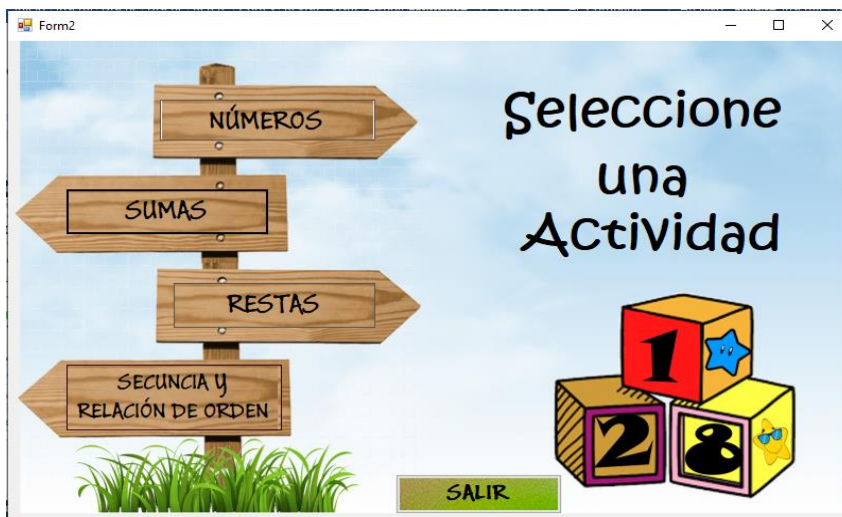 Form2
NÚMEROS
SUMAS
RESTAS
SECUNCIA Y
RELACIÓN DE ORDEN
Seleccione
una
Actividad
1
2 8
SALIR